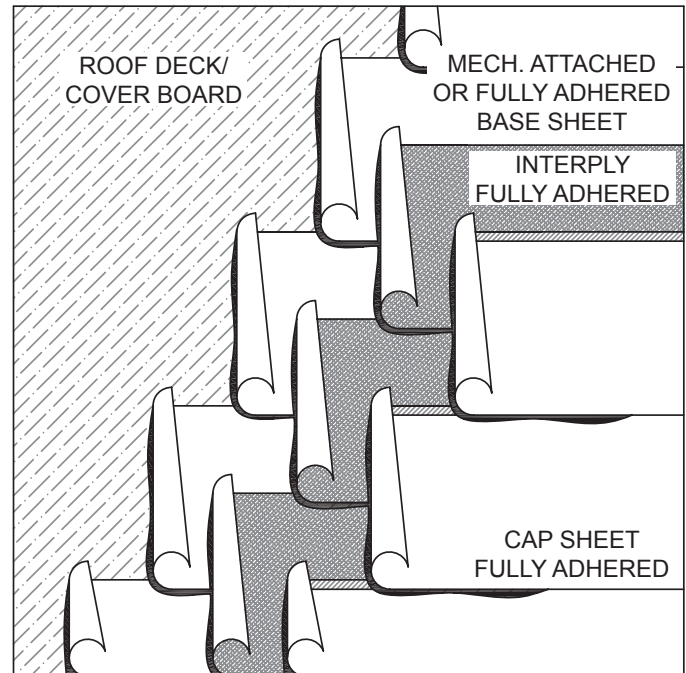 ROOF DECK/
COVER BOARD
MECH. ATTACHED
OR FULLY ADHERED
BASE SHEET
INTERPLY
FULLY ADHERED
CAP SHEET
FULLY ADHERED